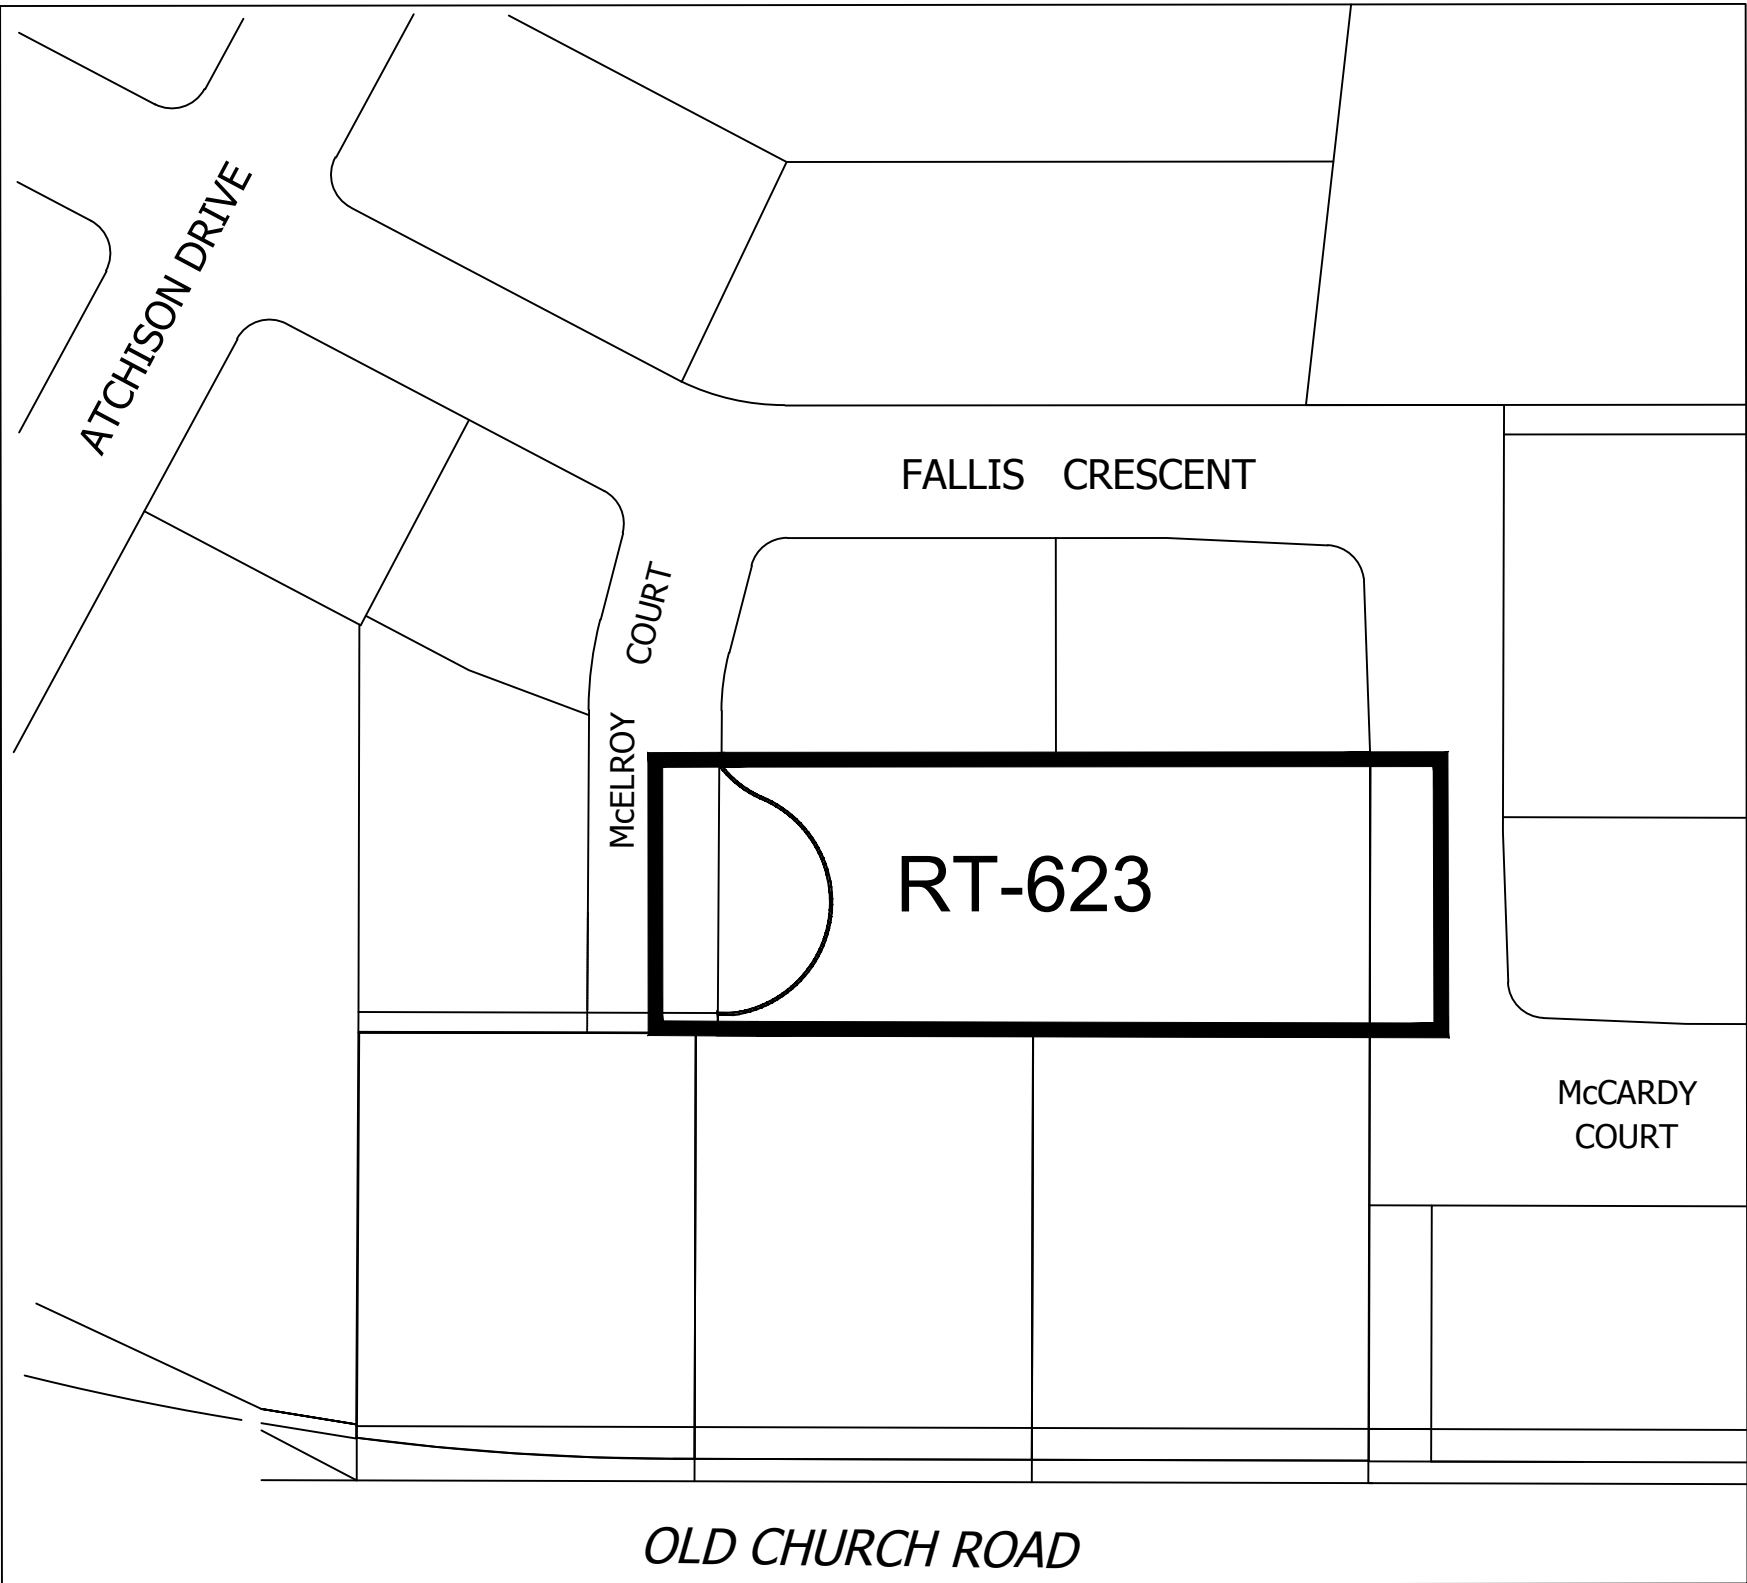 ATCHISON DRIVE
FALLIS CRESCENT
McELROY COURT
RT-623
McCARDY
COURT
OLD CHURCH ROAD